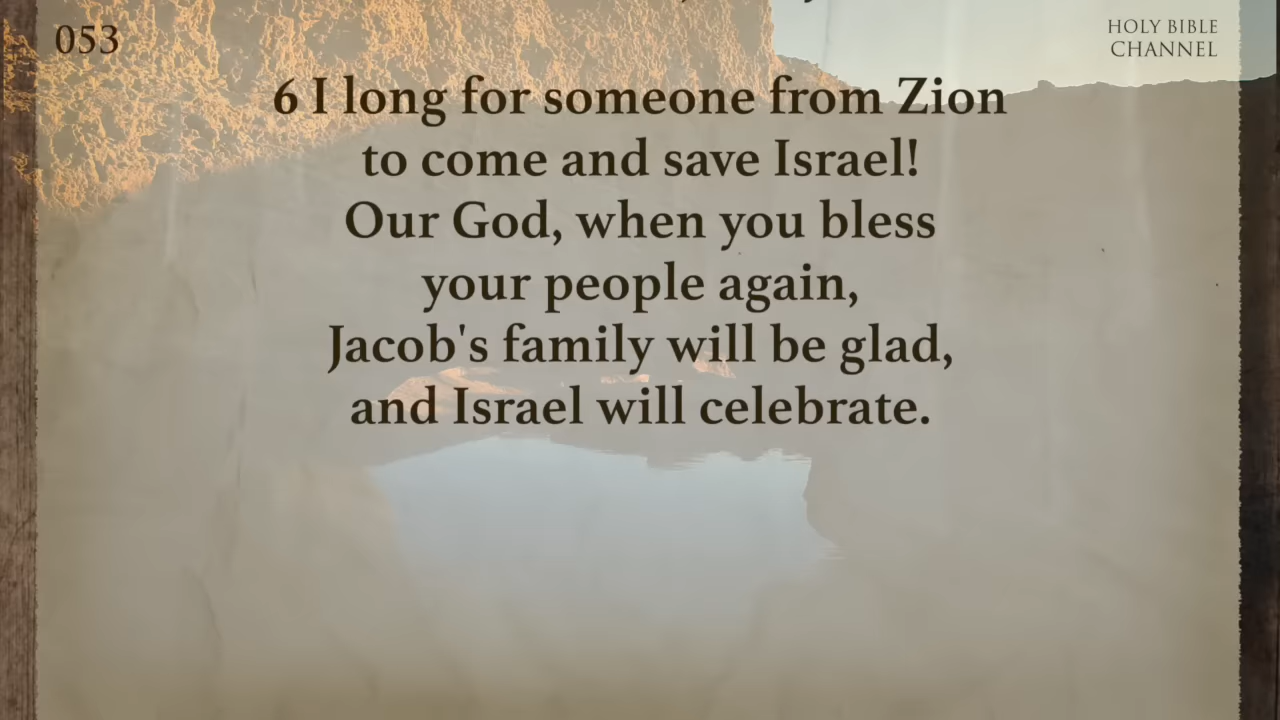 053
HOLY BIBLE
CHANNEL
6 I long for someone from Zion
to come and save Israel!
Our God, when you bless
your people again,
Jacob's family will be glad,
and Israel will celebrate.